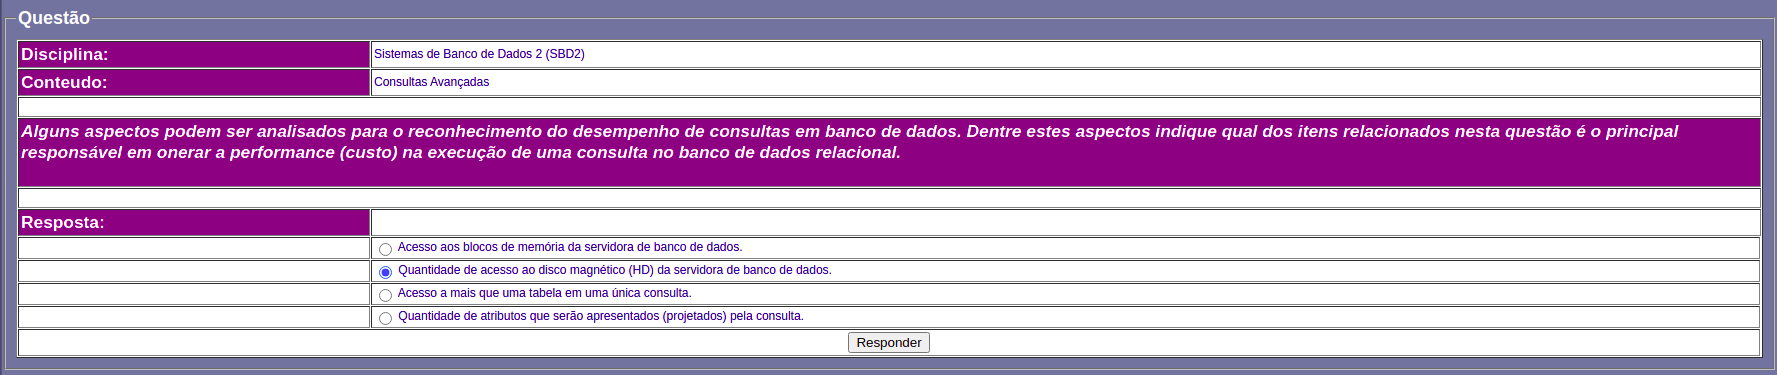 Questão
Disciplina: Sistemas de Banco de Dados 2 (SBD2)
Conteudo: Consultas Avançadas
Alguns aspectos podem ser analisados para o reconhecimento do desempenho de consultas em banco de dados. Dentre estes aspectos indique qual dos itens relacionados nesta questão é o principal
responsável em onerar a performance (custo) na execução de uma consulta no banco de dados relacional.
Resposta:
Acesso aos blocos de memória da servidora de banco de dados.
Quantidade de acesso ao disco magnético (HD) da servidora de banco de dados.
Acesso a mais que uma tabela em uma única consulta.
Quantidade de atributos que serão apresentados (projetados) pela consulta.
Responder